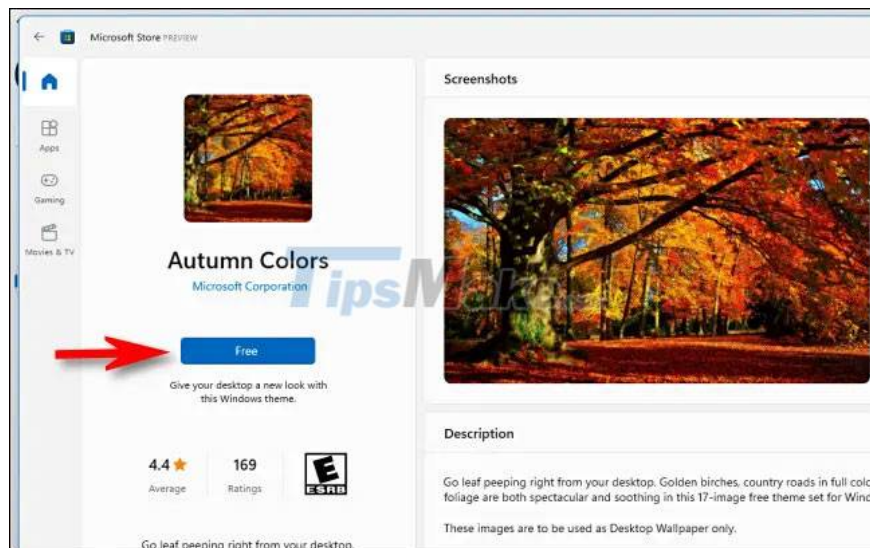 Microsoft Store PREVIEW
Apps
Gaming
Movies & TV
Autumn Colors
Microsoft Corporation
Free
Give your desktop a new look with
this Windows theme.
4.4
169
Average
Ratings
E
ESRB
Go leaf peeping right from your desktop.
Screenshots
TipsMake
Description
Go leaf peeping right from your desktop. Golden birches, country roads in full
foliage are both spectacular and soothing in this 17-image free theme set for
These images are to be used as Desktop Wallpaper only.